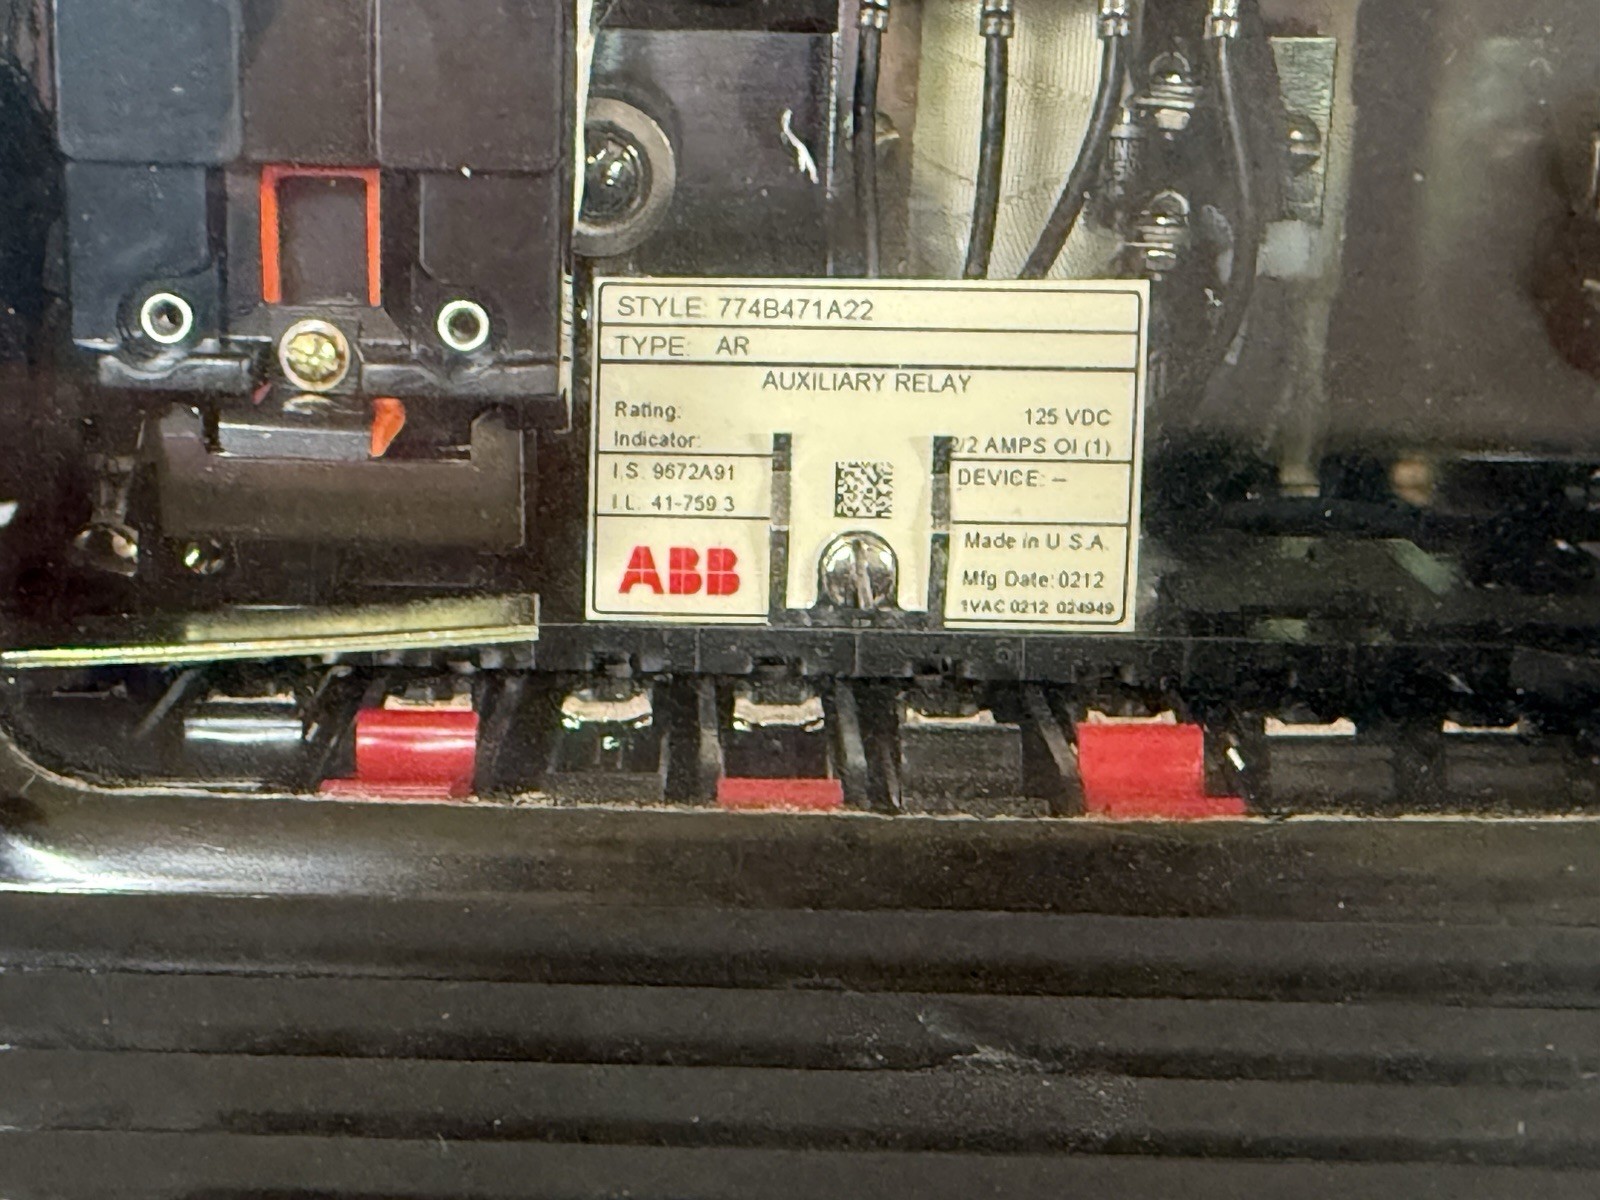 STYLE: 774B471A22
TYPE: AR
AUXILIARY RELAY
Rating: 125 VDC
Indicator: 2/2 AMPS OI (1)
I.S. 9672A91
I.L. 41-759.3
DEVICE: –
ABB
Made in U.S.A.
Mfg Date: 0212
1VAC 0212 024949